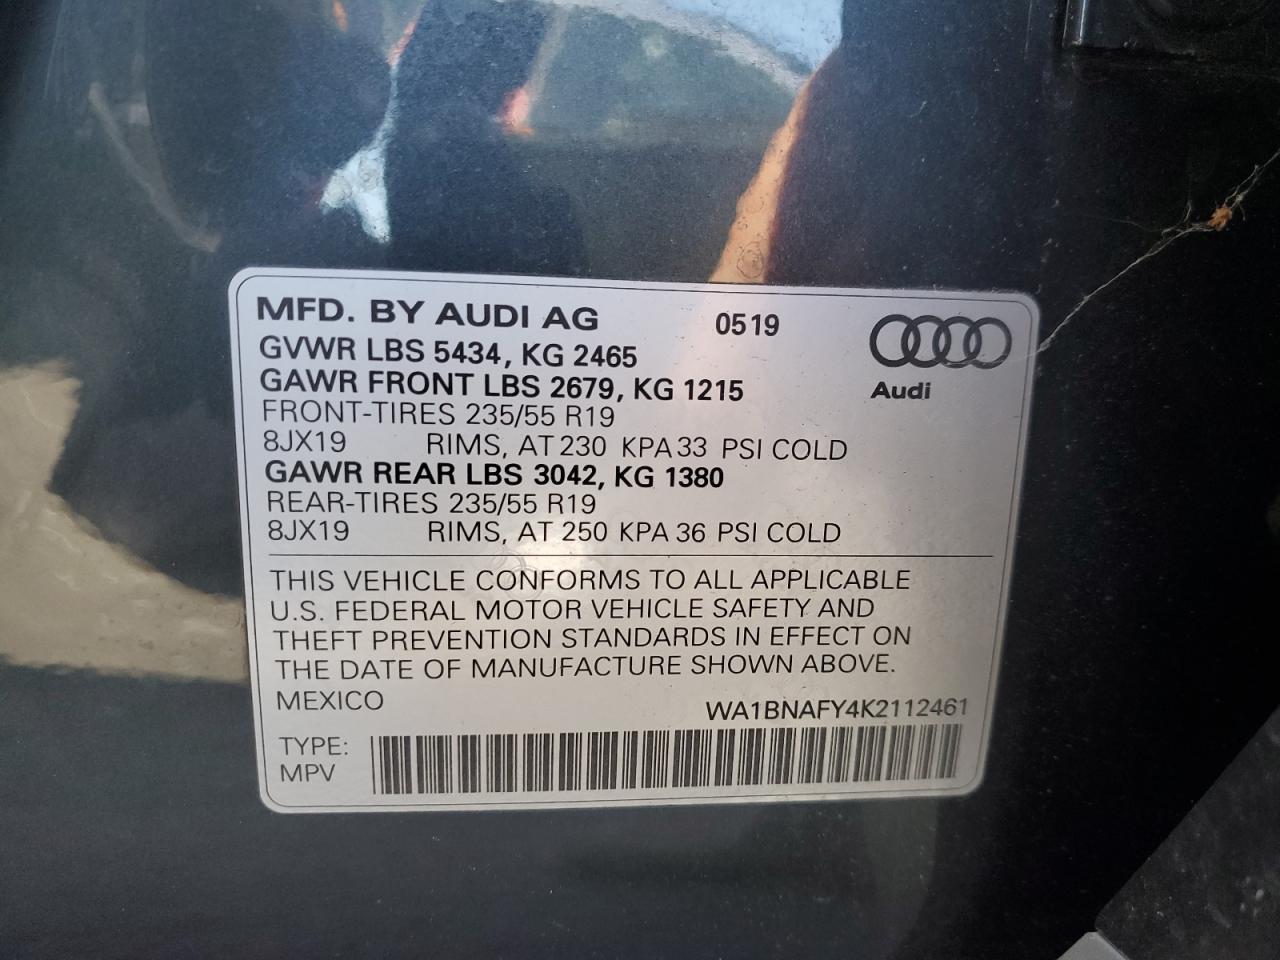 MFD. BY AUDI AG 0519
GVWR LBS 5434, KG 2465
GAWR FRONT LBS 2679, KG 1215
Audi
FRONT-TIRES 235/55 R19
8JX19 RIMS, AT 230 KPA 33 PSI COLD
GAWR REAR LBS 3042, KG 1380
REAR-TIRES 235/55 R19
8JX19 RIMS, AT 250 KPA 36 PSI COLD
THIS VEHICLE CONFORMS TO ALL APPLICABLE
U.S. FEDERAL MOTOR VEHICLE SAFETY AND
THEFT PREVENTION STANDARDS IN EFFECT ON
THE DATE OF MANUFACTURE SHOWN ABOVE.
MEXICO WA1BNAFY4K2112461
TYPE:
MPV